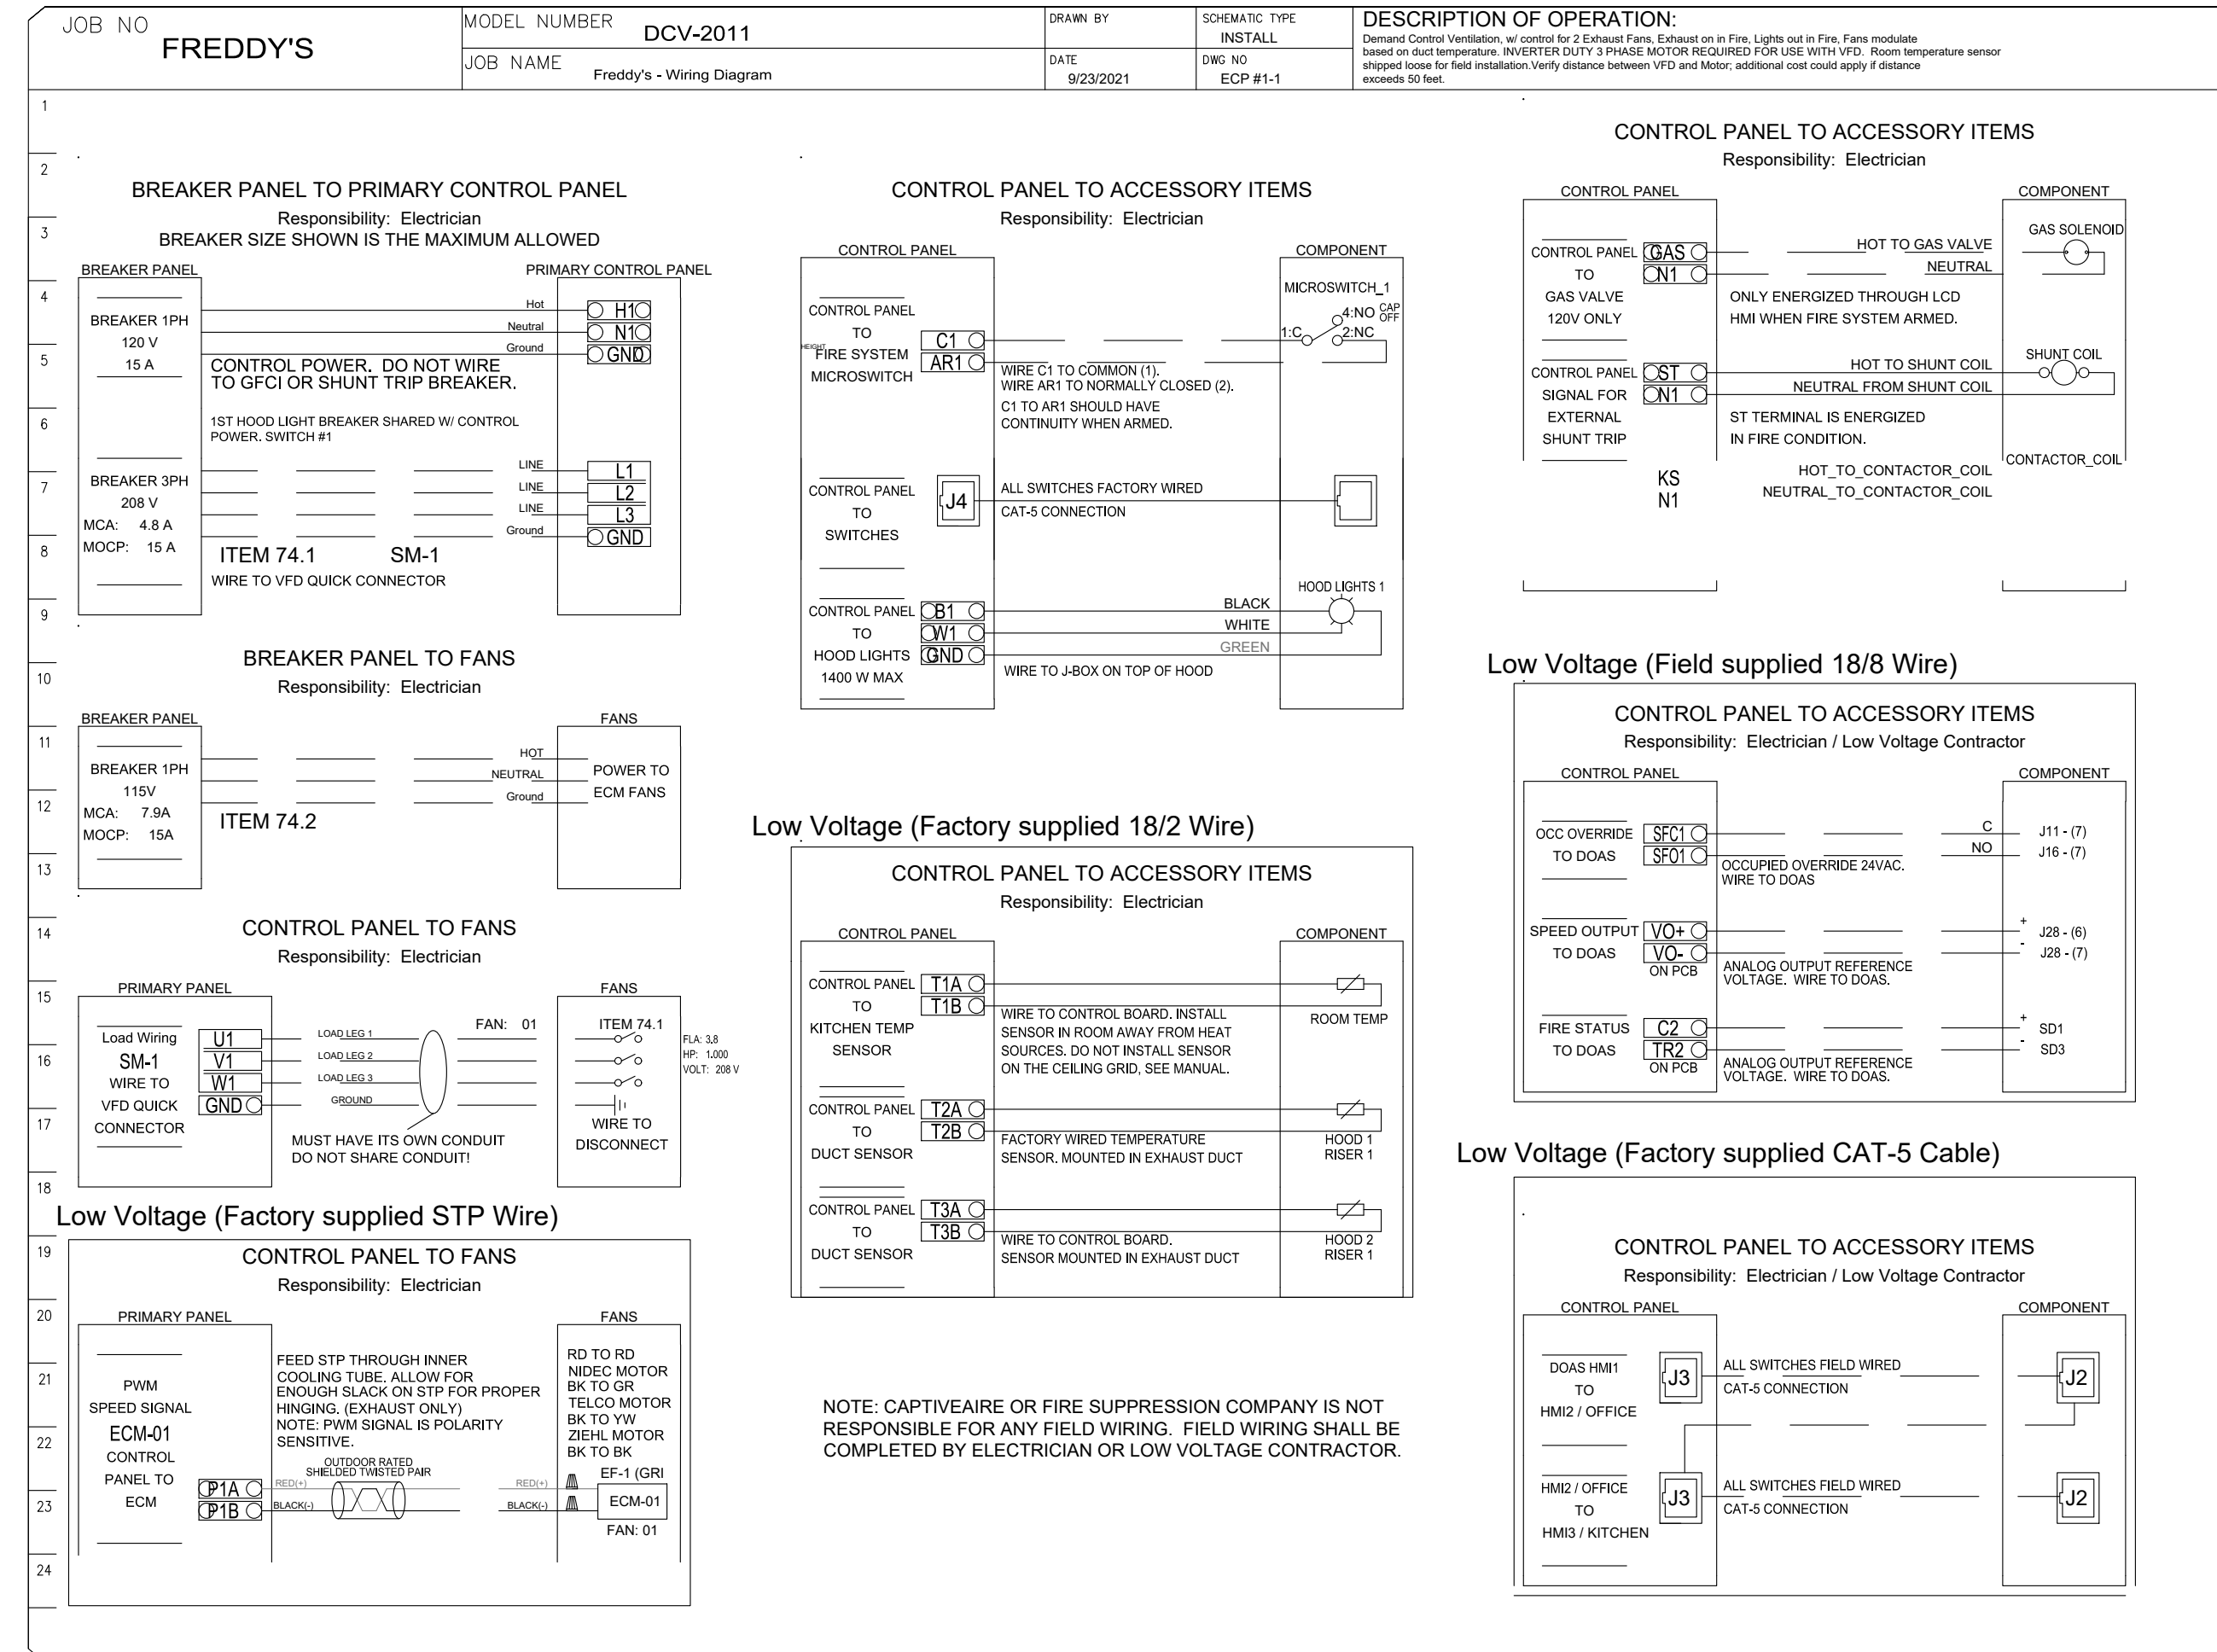 JOB NO
FREDDY'S
MODEL NUMBER
DCV-2011
JOB NAME
Freddy's - Wiring Diagram
DRAWN BY
DATE
9/23/2021
SCHEMATIC TYPE
INSTALL
DWG NO
ECP #1-1
DESCRIPTION OF OPERATION:
Demand Control Ventilation, w/ control for 2 Exhaust Fans, Exhaust on in Fire, Lights out in Fire, Fans modulate
based on duct temperature. INVERTER DUTY 3 PHASE MOTOR REQUIRED FOR USE WITH VFD. Room temperature sensor
shipped loose for field installation.Verify distance between VFD and Motor; additional cost could apply if distance
exceeds 50 feet.
1
2
3
4
5
6
7
8
9
10
11
12
13
14
15
16
17
18
19
20
21
22
23
24
BREAKER PANEL TO PRIMARY CONTROL PANEL
Responsibility: Electrician
BREAKER SIZE SHOWN IS THE MAXIMUM ALLOWED
BREAKER PANEL
PRIMARY CONTROL PANEL
BREAKER 1PH
120 V
15 A
Hot
H1
Neutral
N1
Ground
GND
CONTROL POWER. DO NOT WIRE
TO GFCI OR SHUNT TRIP BREAKER.
1ST HOOD LIGHT BREAKER SHARED W/ CONTROL
POWER. SWITCH #1
BREAKER 3PH
208 V
MCA: 4.8 A
MOCP: 15 A
LINE
L1
LINE
L2
LINE
L3
Ground
GND
ITEM 74.1 SM-1
WIRE TO VFD QUICK CONNECTOR
BREAKER PANEL TO FANS
Responsibility: Electrician
BREAKER PANEL
FANS
BREAKER 1PH
115V
MCA: 7.9A
MOCP: 15A
HOT
NEUTRAL
Ground
POWER TO
ECM FANS
ITEM 74.2
CONTROL PANEL TO FANS
Responsibility: Electrician
PRIMARY PANEL
FANS
Load Wiring
SM-1
WIRE TO
VFD QUICK
CONNECTOR
U1
V1
W1
GND
LOAD LEG 1
LOAD LEG 2
LOAD LEG 3
GROUND
FAN: 01
ITEM 74.1
FLA: 3.8
HP: 1.000
VOLT: 208 V
WIRE TO
DISCONNECT
MUST HAVE ITS OWN CONDUIT
DO NOT SHARE CONDUIT!
Low Voltage (Factory supplied STP Wire)
CONTROL PANEL TO FANS
Responsibility: Electrician
PRIMARY PANEL
FANS
PWM
SPEED SIGNAL
ECM-01
CONTROL
PANEL TO
ECM
FEED STP THROUGH INNER
COOLING TUBE. ALLOW FOR
ENOUGH SLACK ON STP FOR PROPER
HINGING. (EXHAUST ONLY)
NOTE: PWM SIGNAL IS POLARITY
SENSITIVE.
OUTDOOR RATED
SHIELDED TWISTED PAIR
RD TO RD
NIDEC MOTOR
BK TO GR
TELCO MOTOR
BK TO YW
ZIEHL MOTOR
BK TO BK
P1A
P1B
RED(+)
BLACK(-)
RED(+)
BLACK(-)
EF-1 (GRI
ECM-01
FAN: 01
CONTROL PANEL TO ACCESSORY ITEMS
Responsibility: Electrician
CONTROL PANEL
COMPONENT
CONTROL PANEL
TO
HEIGHT
FIRE SYSTEM
MICROSWITCH
C1
AR1
MICROSWITCH_1
4:NO CAP OFF
1:C
2:NC
WIRE C1 TO COMMON (1).
WIRE AR1 TO NORMALLY CLOSED (2).
C1 TO AR1 SHOULD HAVE
CONTINUITY WHEN ARMED.
CONTROL PANEL
TO
SWITCHES
J4
ALL SWITCHES FACTORY WIRED
CAT-5 CONNECTION
CONTROL PANEL
TO
HOOD LIGHTS
1400 W MAX
B1
W1
GND
BLACK
WHITE
GREEN
HOOD LIGHTS 1
WIRE TO J-BOX ON TOP OF HOOD
Low Voltage (Factory supplied 18/2 Wire)
CONTROL PANEL TO ACCESSORY ITEMS
Responsibility: Electrician
CONTROL PANEL
COMPONENT
CONTROL PANEL
TO
KITCHEN TEMP
SENSOR
T1A
T1B
WIRE TO CONTROL BOARD. INSTALL
SENSOR IN ROOM AWAY FROM HEAT
SOURCES. DO NOT INSTALL SENSOR
ON THE CEILING GRID, SEE MANUAL.
ROOM TEMP
CONTROL PANEL
TO
DUCT SENSOR
T2A
T2B
FACTORY WIRED TEMPERATURE
SENSOR. MOUNTED IN EXHAUST DUCT
HOOD 1
RISER 1
CONTROL PANEL
TO
DUCT SENSOR
T3A
T3B
WIRE TO CONTROL BOARD.
SENSOR MOUNTED IN EXHAUST DUCT
HOOD 2
RISER 1
NOTE: CAPTIVEAIRE OR FIRE SUPPRESSION COMPANY IS NOT
RESPONSIBLE FOR ANY FIELD WIRING. FIELD WIRING SHALL BE
COMPLETED BY ELECTRICIAN OR LOW VOLTAGE CONTRACTOR.
CONTROL PANEL TO ACCESSORY ITEMS
Responsibility: Electrician
CONTROL PANEL
COMPONENT
CONTROL PANEL
TO
GAS VALVE
120V ONLY
GAS
N1
HOT TO GAS VALVE
NEUTRAL
GAS SOLENOID
ONLY ENERGIZED THROUGH LCD
HMI WHEN FIRE SYSTEM ARMED.
CONTROL PANEL
SIGNAL FOR
EXTERNAL
SHUNT TRIP
ST
N1
HOT TO SHUNT COIL
NEUTRAL FROM SHUNT COIL
SHUNT COIL
ST TERMINAL IS ENERGIZED
IN FIRE CONDITION.
KS
N1
HOT_TO_CONTACTOR_COIL
NEUTRAL_TO_CONTACTOR_COIL
CONTACTOR_COIL
Low Voltage (Field supplied 18/8 Wire)
CONTROL PANEL TO ACCESSORY ITEMS
Responsibility: Electrician / Low Voltage Contractor
CONTROL PANEL
COMPONENT
OCC OVERRIDE
TO DOAS
SFC1
SFO1
C
NO
J11 - (7)
J16 - (7)
OCCUPIED OVERRIDE 24VAC.
WIRE TO DOAS
SPEED OUTPUT
TO DOAS
VO+
VO-
ON PCB
+
-
J28 - (6)
J28 - (7)
ANALOG OUTPUT REFERENCE
VOLTAGE. WIRE TO DOAS.
FIRE STATUS
TO DOAS
C2
TR2
ON PCB
+
-
SD1
SD3
ANALOG OUTPUT REFERENCE
VOLTAGE. WIRE TO DOAS.
Low Voltage (Factory supplied CAT-5 Cable)
CONTROL PANEL TO ACCESSORY ITEMS
Responsibility: Electrician / Low Voltage Contractor
CONTROL PANEL
COMPONENT
DOAS HMI1
TO
HMI2 / OFFICE
J3
ALL SWITCHES FIELD WIRED
CAT-5 CONNECTION
J2
HMI2 / OFFICE
TO
HMI3 / KITCHEN
J3
ALL SWITCHES FIELD WIRED
CAT-5 CONNECTION
J2